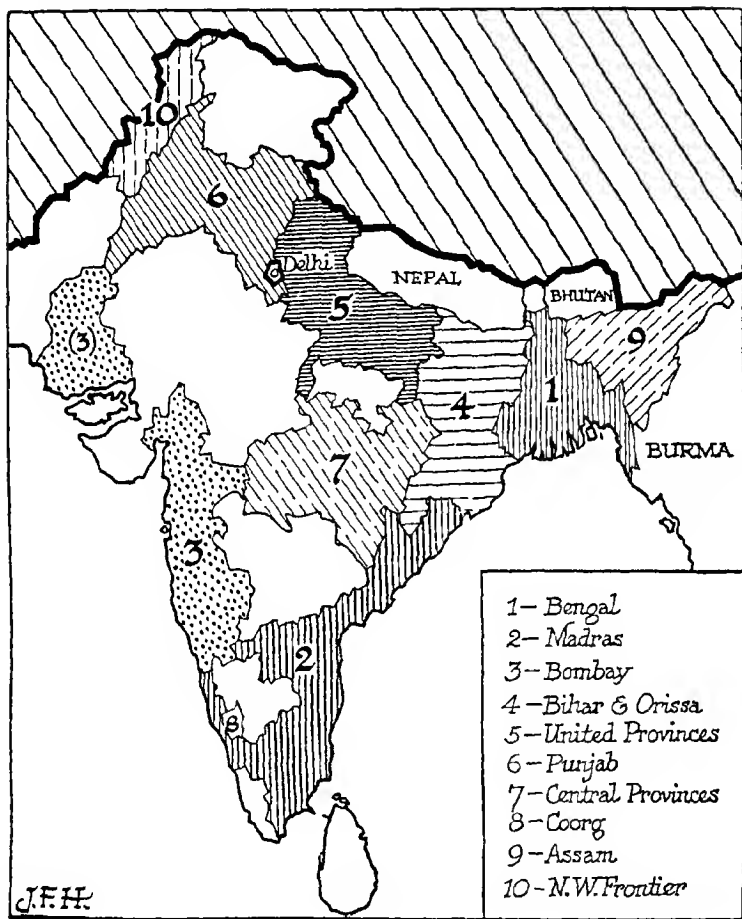 10
6
Delhi
NEPAL
BHUTAN
5
9
(3)
4
1
7
BURMA
3
2
8
1–Bengal
2–Madras
3–Bombay
4–Bihar & Orissa
5–United Provinces
6–Punjab
7–Central Provinces
8–Coorg
9–Assam
10–N.W.Frontier
J.F.H.